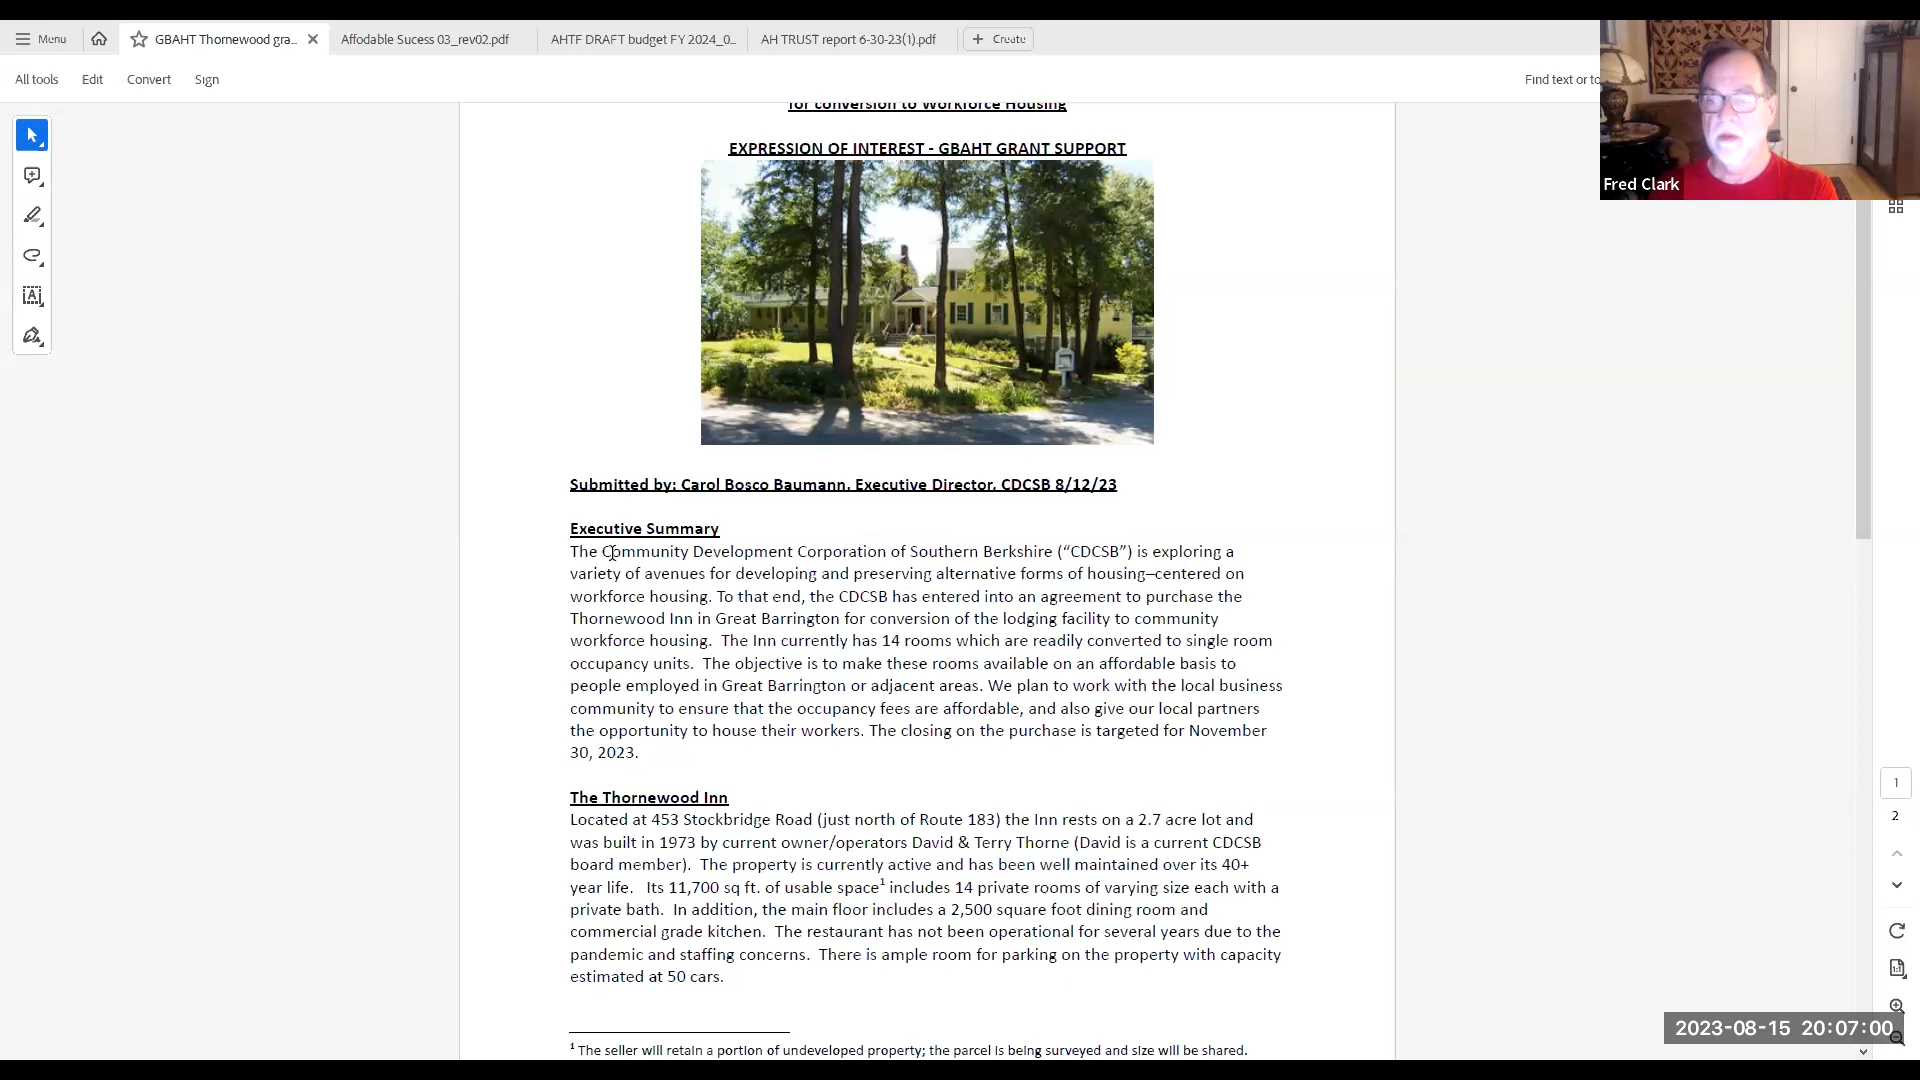 Menu
GBAHT Thornewood gra...
Affodable Sucess 03_rev02.pdf
AHTF DRAFT budget FY 2024_0...
AH TRUST report 6-30-23(1).pdf
Create
All tools
Edit
Convert
Sign
Find text or to
Fred Clark
for conversion to Workforce Housing
EXPRESSION OF INTEREST - GBAHT GRANT SUPPORT
Submitted by: Carol Bosco Baumann, Executive Director, CDCSB 8/12/23
Executive Summary
The Community Development Corporation of Southern Berkshire (“CDCSB”) is exploring a
variety of avenues for developing and preserving alternative forms of housing–centered on
workforce housing. To that end, the CDCSB has entered into an agreement to purchase the
Thornewood Inn in Great Barrington for conversion of the lodging facility to community
workforce housing. The Inn currently has 14 rooms which are readily converted to single room
occupancy units. The objective is to make these rooms available on an affordable basis to
people employed in Great Barrington or adjacent areas. We plan to work with the local business
community to ensure that the occupancy fees are affordable, and also give our local partners
the opportunity to house their workers. The closing on the purchase is targeted for November
30, 2023.
The Thornewood Inn
Located at 453 Stockbridge Road (just north of Route 183) the Inn rests on a 2.7 acre lot and
was built in 1973 by current owner/operators David & Terry Thorne (David is a current CDCSB
board member). The property is currently active and has been well maintained over its 40+
year life. Its 11,700 sq ft. of usable space1 includes 14 private rooms of varying size each with a
private bath. In addition, the main floor includes a 2,500 square foot dining room and
commercial grade kitchen. The restaurant has not been operational for several years due to the
pandemic and staffing concerns. There is ample room for parking on the property with capacity
estimated at 50 cars.
1 The seller will retain a portion of undeveloped property; the parcel is being surveyed and size will be shared.
1
2
2023-08-15 20:07:00